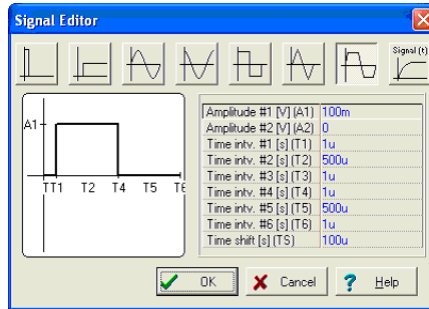 Signal Editor
Signal (t)
A1
TT1 T2 T4 T5 T6
Amplitude #1 [V] (A1) 100m
Amplitude #2 [V] (A2) 0
Time intv. #1 [s] (T1) 1u
Time intv. #2 [s] (T2) 500u
Time intv. #3 [s] (T3) 1u
Time intv. #4 [s] (T4) 1u
Time intv. #5 [s] (T5) 500u
Time intv. #6 [s] (T6) 1u
Time shift [s] (TS) 100u
OK Cancel ? Help